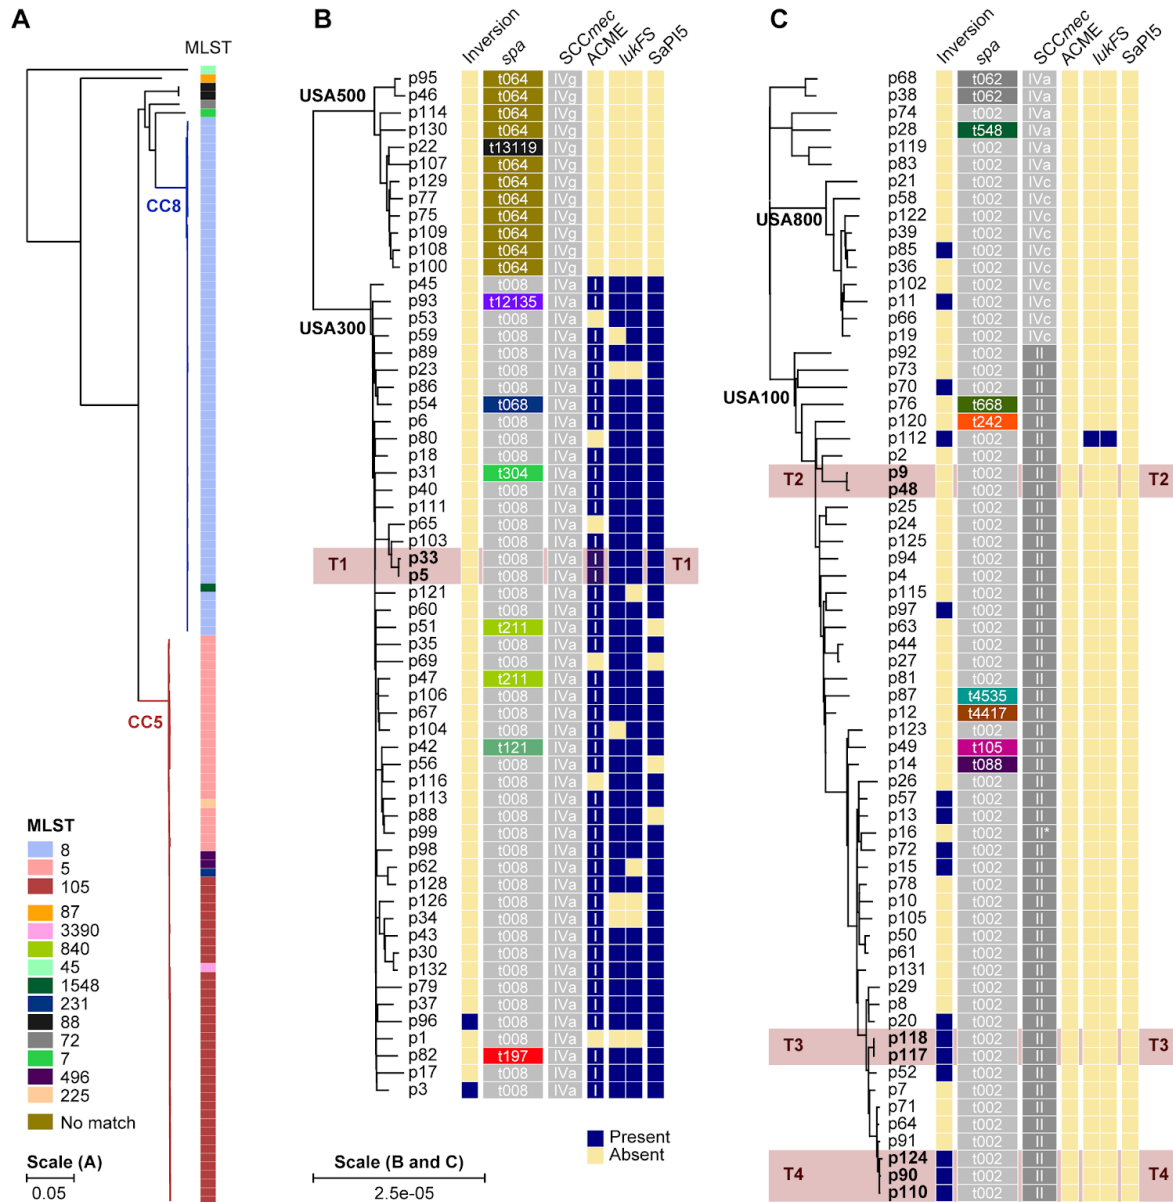 A
MLST
CC8
CC5
MLST
8
5
105
87
3390
840
45
1548
231
88
72
7
496
225
No match
Scale (A)
0.05
B
Inversion spa SCCmec ACME lukFS SaPI5
USA500
USA300
p95 t064 IVg
p46 t064 IVg
p114 t064 IVg
p130 t064 IVg
p22 t13119 IVg
p107 t064 IVg
p129 t064 IVg
p77 t064 IVg
p75 t064 IVg
p109 t064 IVg
p108 t064 IVg
p100 t064 IVg
p45 t008 IVa I
p93 t12135 IVa I
p53 t008 IVa
p59 t008 IVa I
p89 t008 IVa I
p23 t008 IVa
p86 t008 IVa I
p54 t068 IVa I
p6 t008 IVa I
p80 t008 IVa
p18 t008 IVa I
p31 t304 IVa I
p40 t008 IVa I
p111 t008 IVa I
p65 t008 IVa
p103 t008 IVa I
T1 p33 t008 IVa I T1
p5 t008 IVa I
p121 t008 IVa I
p60 t008 IVa I
p51 t211 IVa I
p35 t008 IVa I
p69 t008 IVa
p47 t211 IVa I
p106 t008 IVa I
p67 t008 IVa I
p104 t008 IVa I
p42 t121 IVa I
p56 t008 IVa I
p116 t008 IVa
p113 t008 IVa I
p88 t008 IVa I
p99 t008 IVa I
p98 t008 IVa I
p62 t008 IVa I
p128 t008 IVa I
p126 t008 IVa I
p34 t008 IVa I
p43 t008 IVa I
p30 t008 IVa I
p132 t008 IVa I
p79 t008 IVa I
p37 t008 IVa I
p96 t008 IVa I
p1 t008 IVa
p82 t197 IVa I
p17 t008 IVa I
p3 t008 IVa I
Present
Absent
Scale (B and C)
2.5e-05
C
Inversion spa SCCmec ACME lukFS SaPI5
USA800
USA100
p68 t062 IVa
p38 t062 IVa
p74 t002 IVa
p28 t548 IVa
p119 t002 IVa
p83 t002 IVa
p21 t002 IVc
p58 t002 IVc
p122 t002 IVc
p39 t002 IVc
p85 t002 IVc
p36 t002 IVc
p102 t002 IVc
p11 t002 IVc
p66 t002 IVc
p19 t002 IVc
p92 t002 II
p73 t002 II
p70 t002 II
p76 t668 II
p120 t242 II
p112 t002 II
p2 t002 II
T2 p9 t002 II T2
p48 t002 II
p25 t002 II
p24 t002 II
p125 t002 II
p94 t002 II
p4 t002 II
p115 t002 II
p97 t002 II
p63 t002 II
p44 t002 II
p27 t002 II
p81 t002 II
p87 t4535 II
p12 t4417 II
p123 t002 II
p49 t105 II
p14 t088 II
p26 t002 II
p57 t002 II
p13 t002 II
p16 t002 II*
p72 t002 II
p15 t002 II
p78 t002 II
p10 t002 II
p105 t002 II
p50 t002 II
p61 t002 II
p131 t002 II
p29 t002 II
p8 t002 II
p20 t002 II
T3 p118 t002 II T3
p117 t002 II
p52 t002 II
p7 t002 II
p71 t002 II
p64 t002 II
p91 t002 II
p124 t002 II
T4 p90 t002 II T4
p110 t002 II